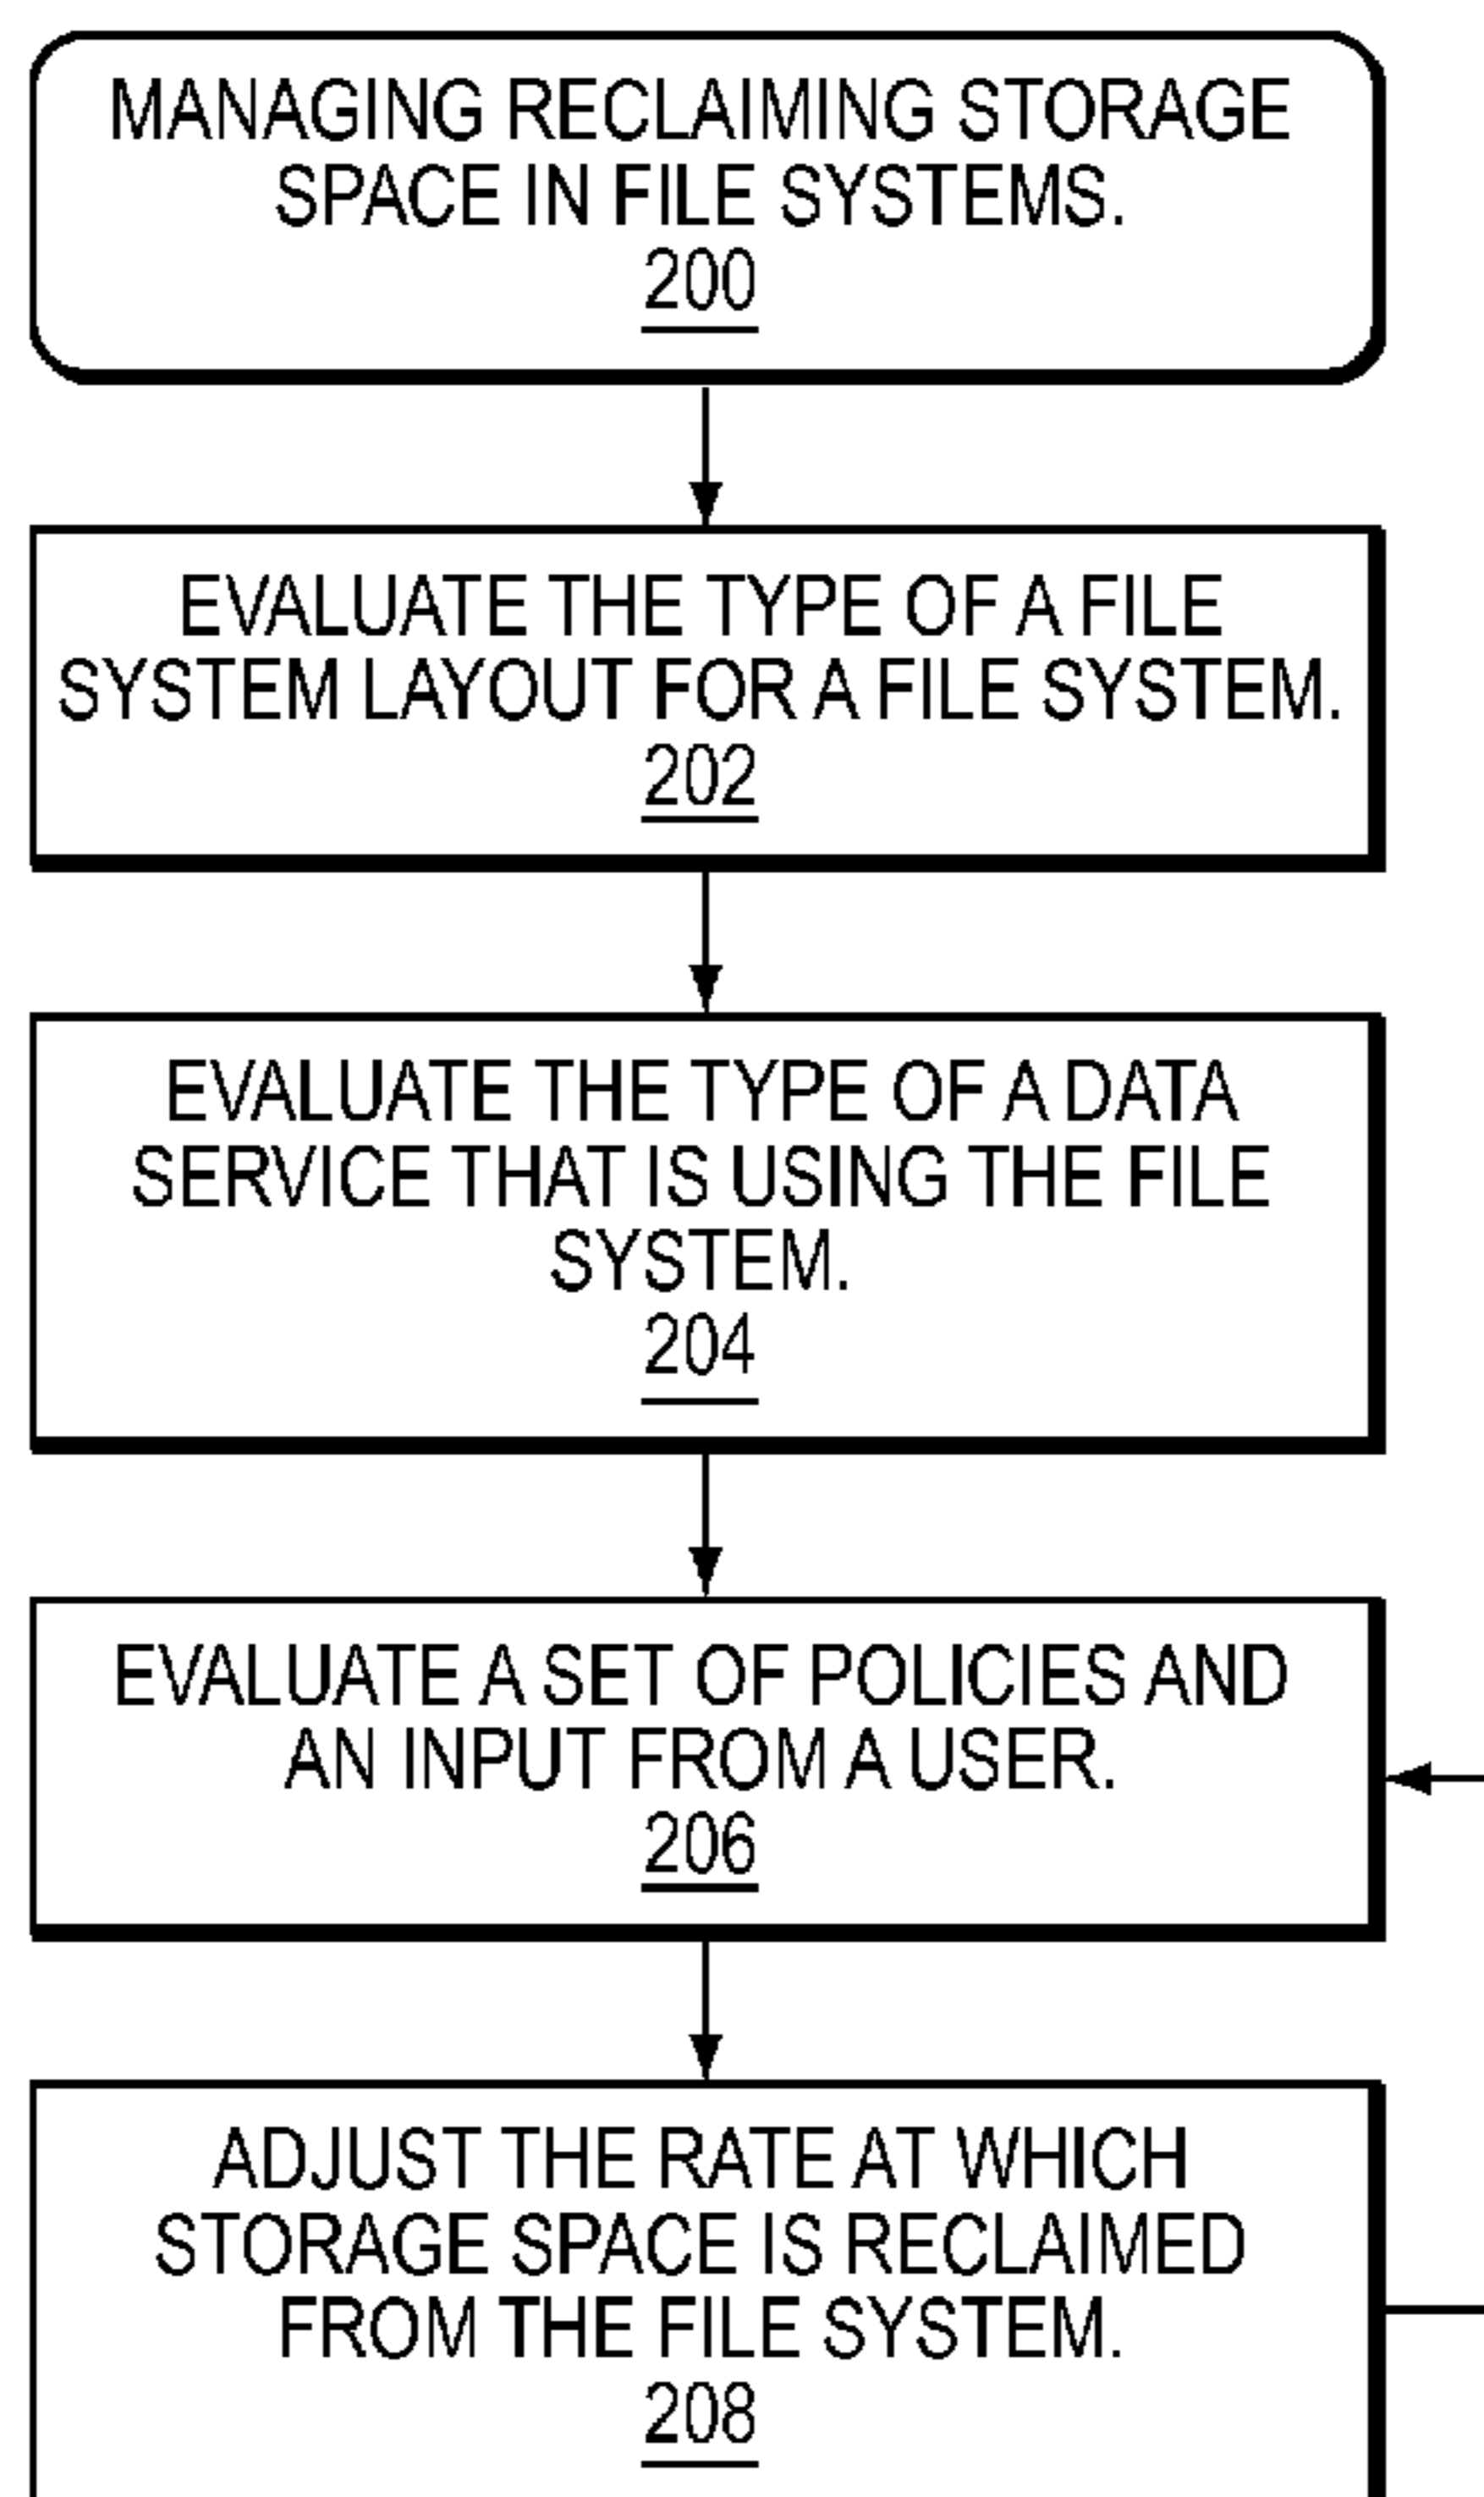 MANAGING RECLAIMING STORAGE
SPACE IN FILE SYSTEMS.
200
EVALUATE THE TYPE OF A FILE
SYSTEM LAYOUT FOR A FILE SYSTEM.
202
EVALUATE THE TYPE OF A DATA
SERVICE THAT IS USING THE FILE
SYSTEM.
204
EVALUATE A SET OF POLICIES AND
AN INPUT FROM A USER.
206
ADJUST THE RATE AT WHICH
STORAGE SPACE IS RECLAIMED
FROM THE FILE SYSTEM.
208